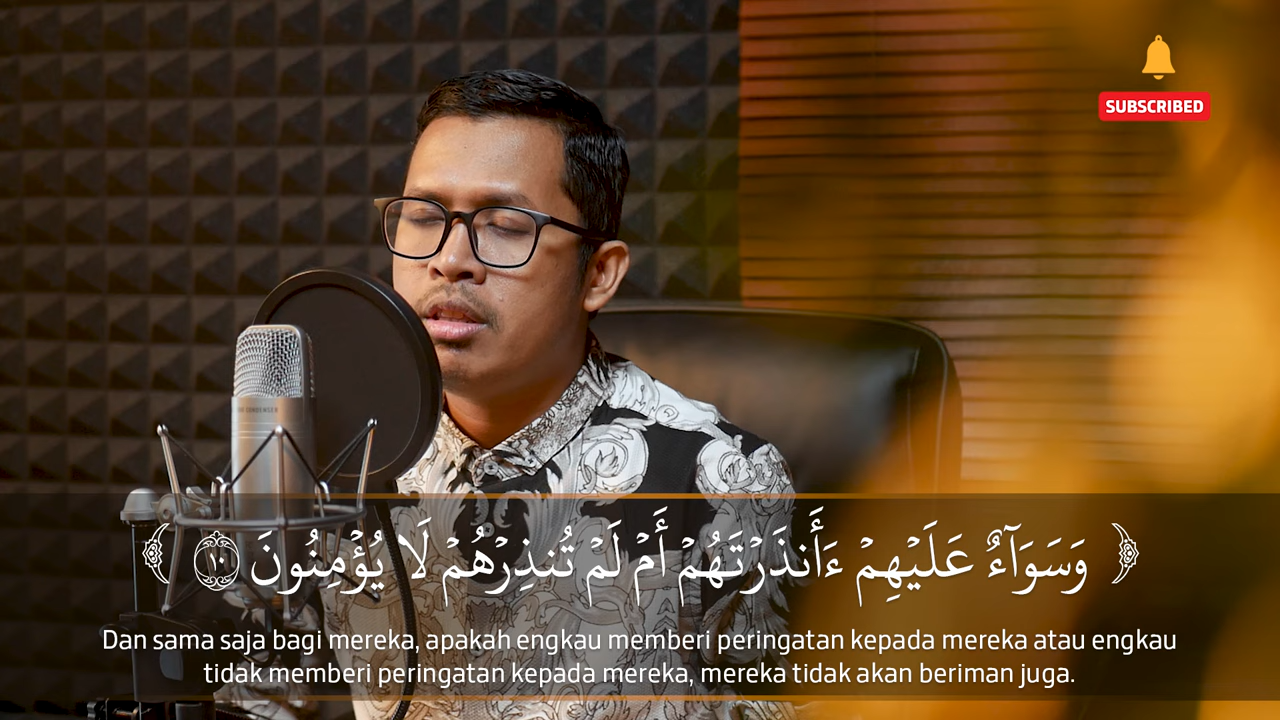 SUBSCRIBED
﴿ وَسَوَآءٌ عَلَيْهِمْ ءَأَنذَرْتَهُمْ أَمْ لَمْ تُنذِرْهُمْ لَا يُؤْمِنُونَ ١٠ ﴾
Dan sama saja bagi mereka, apakah engkau memberi peringatan kepada mereka atau engkau
tidak memberi peringatan kepada mereka, mereka tidak akan beriman juga.